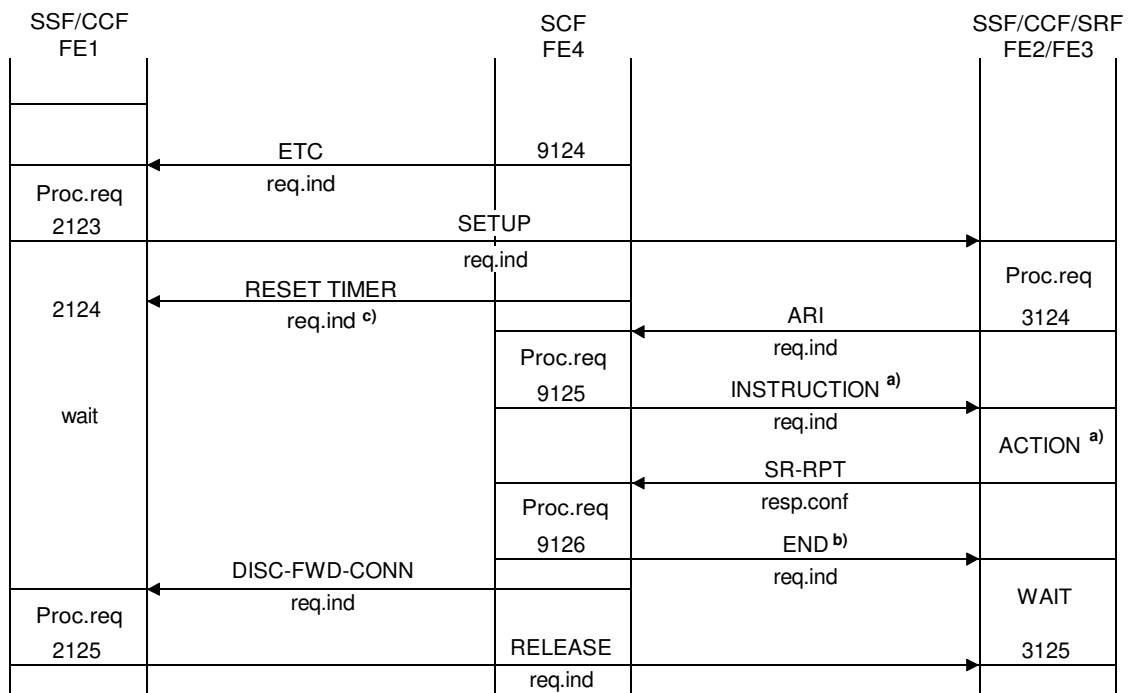 SSF/CCF
FE1
SCF
FE4
SSF/CCF/SRF
FE2/FE3
ETC
9124
req.ind
Proc.req
2123
SETUP
req.ind
Proc.req
RESET TIMER
2124
req.ind c)
ARI
3124
req.ind
Proc.req
9125
INSTRUCTION a)
wait
req.ind
ACTION a)
SR-RPT
resp.conf
Proc.req
9126
END b)
req.ind
DISC-FWD-CONN
req.ind
WAIT
Proc.req
2125
RELEASE
3125
req.ind